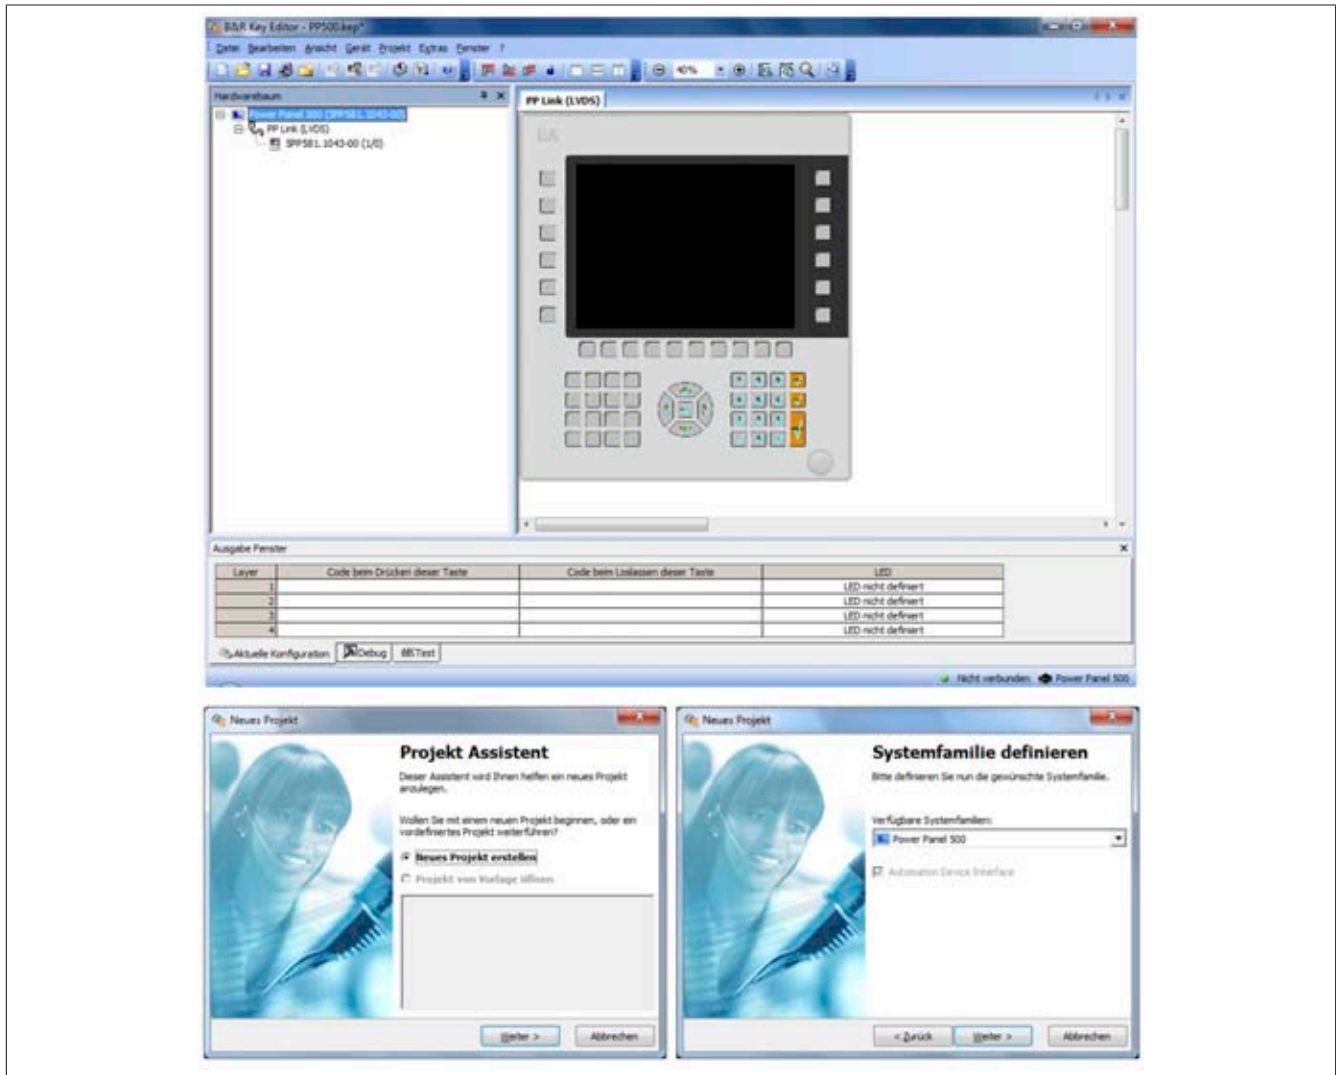 B&R Key Editor - PP500.kep*
Datei Bearbeiten Ansicht Gerät Projekt Extras Fenster ?
40%
Hardwarebaum
Power Panel 500 (5PP581.1043-00)
PP Link (LVDS)
5PP581.1043-00 (1/0)
PP Link (LVDS)
Ausgabe Fenster
Layer Code beim Drücken dieser Taste Code beim Loslassen dieser Taste LED
1 LED nicht definiert
2 LED nicht definiert
3 LED nicht definiert
4 LED nicht definiert
Aktuelle Konfiguration Debug Test
Nicht verbunden Power Panel 500
Neues Projekt
Projekt Assistent
Dieser Assistent wird Ihnen helfen ein neues Projekt
anzulegen.
Wollen Sie mit einem neuen Projekt beginnen, oder ein
vordefiniertes Projekt weiterführen?
Neues Projekt erstellen
Projekt von Vorlage öffnen
Weiter > Abbrechen
Neues Projekt
Systemfamilie definieren
Bitte definieren Sie nun die gewünschte Systemfamilie.
Verfügbare Systemfamilien:
Power Panel 500
Automation Device Interface
< Zurück Weiter > Abbrechen